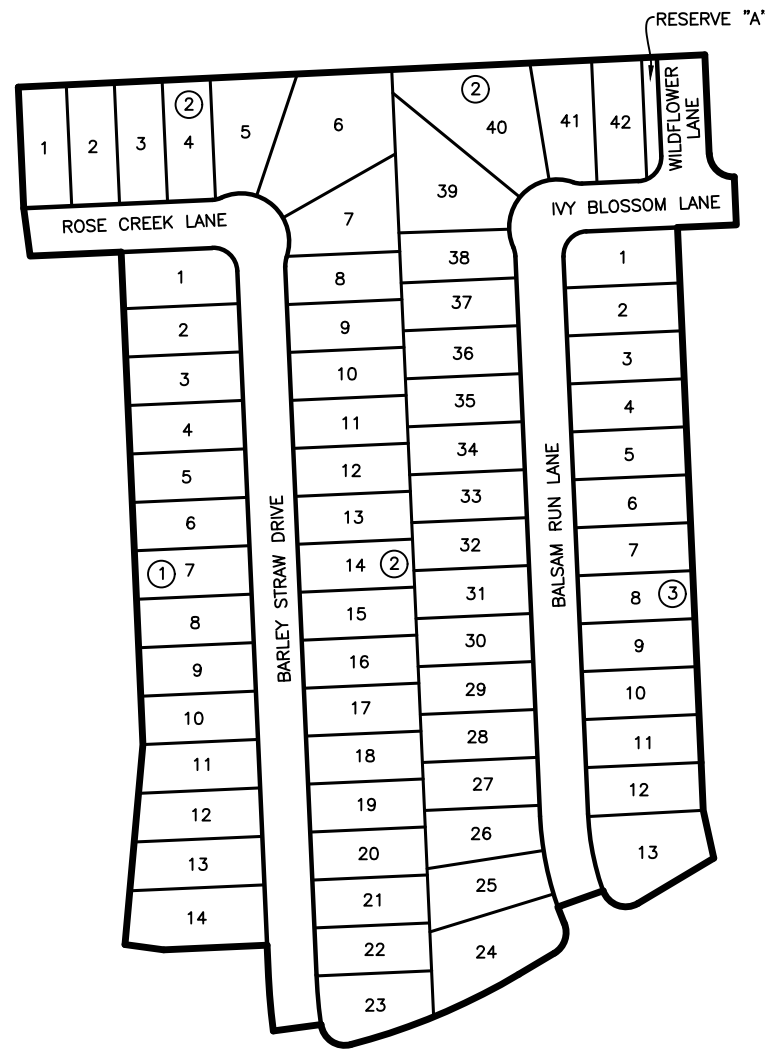 RESERVE "A"
WILDFLOWER
LANE
1 2 3 4 5 6 40 41 42
2
2
7 39
ROSE CREEK LANE
IVY BLOSSOM LANE
1 8 38 1
2 9 37 2
3 10 36 3
4 11 35 4
5 12 34 5
6 13 33 6
1 7 14 2 32 7
8 15 31 8 3
9 16 30 9
10 17 29 10
11 18 28 11
12 19 27 12
13 20 26 13
14 21 25
22 24
23
BARLEY STRAW DRIVE
BALSAM RUN LANE